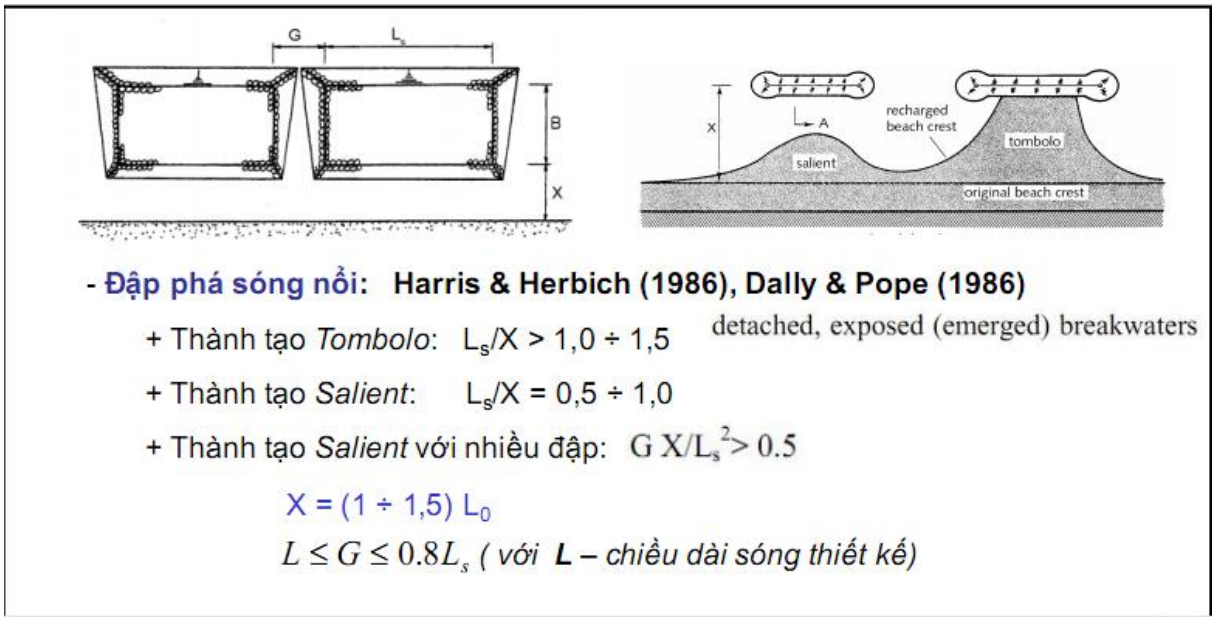 G
Lₛ
B
X
X
A
recharged
beach crest
salient
tombolo
original beach crest
- Đập phá sóng nổi: Harris & Herbich (1986), Dally & Pope (1986)
+ Thành tạo Tombolo: Lₛ/X > 1,0 ÷ 1,5
detached, exposed (emerged) breakwaters
+ Thành tạo Salient: Lₛ/X = 0,5 ÷ 1,0
+ Thành tạo Salient với nhiều đập: G X/Lₛ² > 0.5
X = (1 ÷ 1,5) L₀
L ≤ G ≤ 0.8Lₛ ( với L – chiều dài sóng thiết kế)